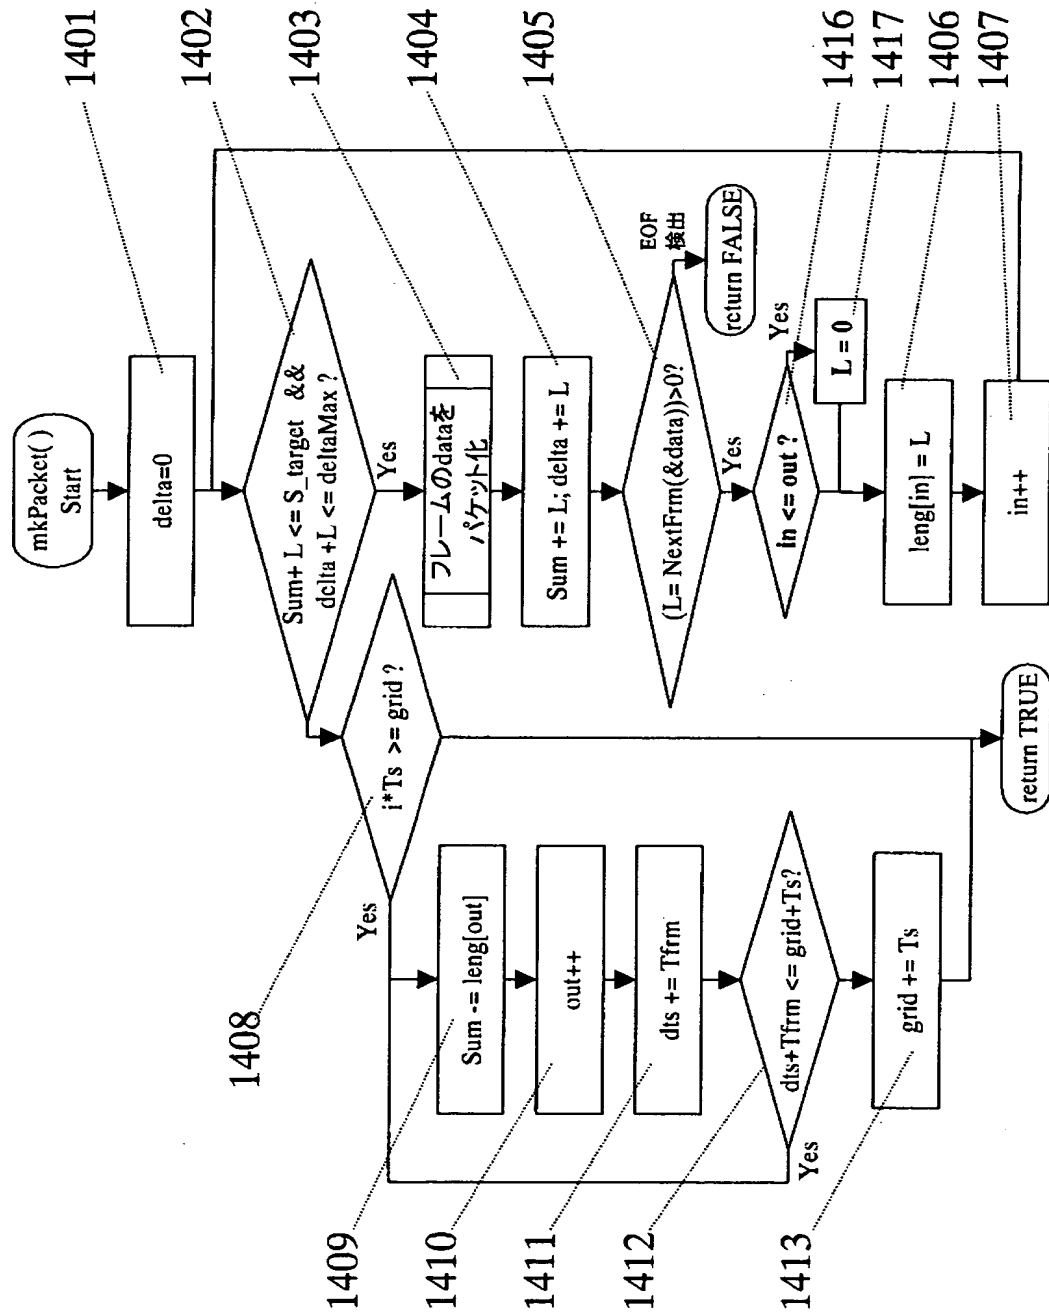 mkPacket()
Start
delta=0
Sum+ L <= S_target &&
delta +L <= deltaMax ?
Yes
フレームのdataを
パケット化
Sum += L; delta += L
(L= NextFrm(&data))>0?
EOF
検出
return FALSE
Yes
in <= out ?
Yes
L = 0
leng[in] = L
in++
i*Ts >= grid ?
Yes
Sum -= leng[out]
out++
dts += Tfrm
dts+Tfrm <= grid+Ts?
Yes
grid += Ts
return TRUE
1401
1402
1403
1404
1405
1416
1417
1406
1407
1408
1409
1410
1411
1412
1413